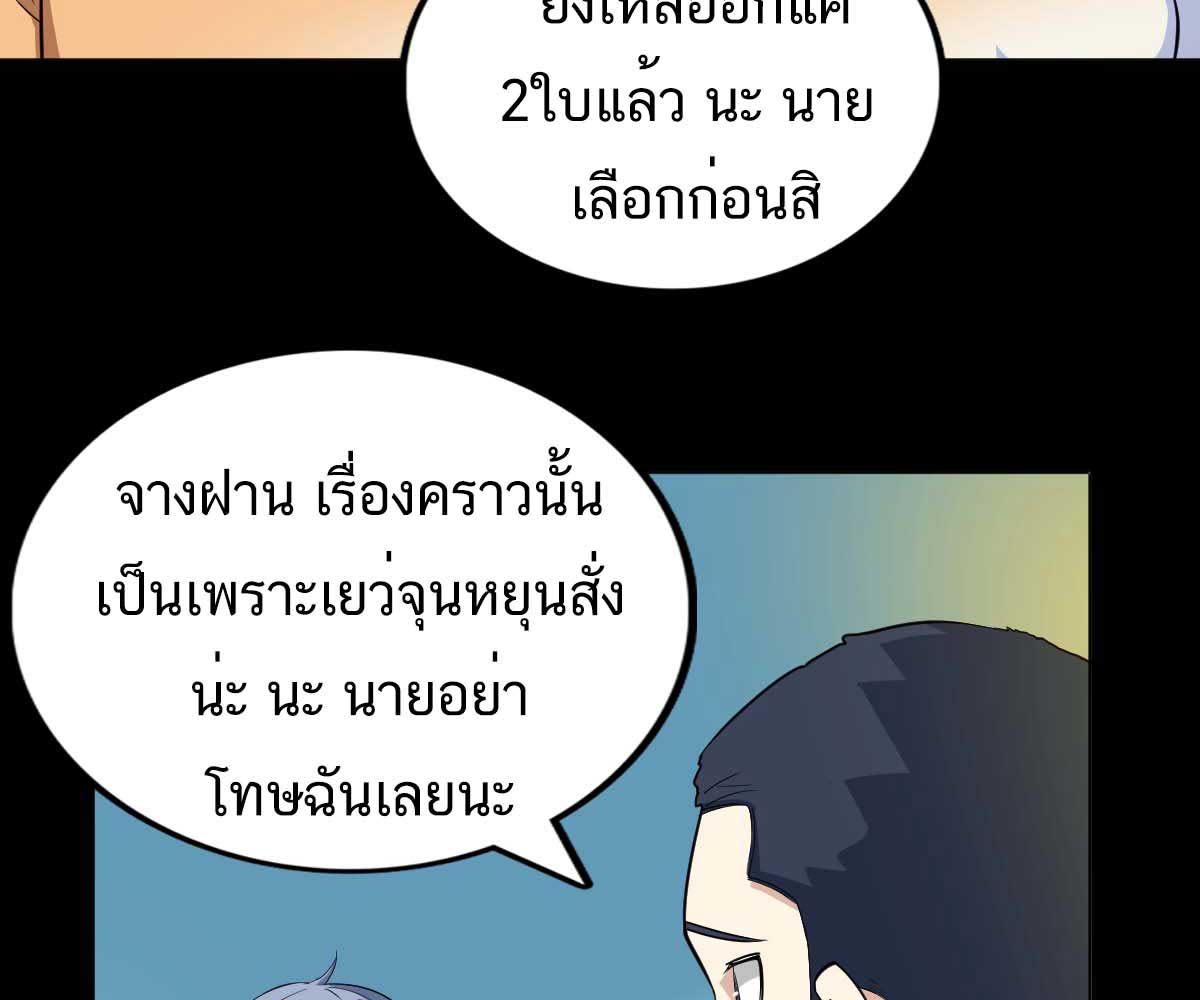 2ใบแล้ว นะ นาย
เลือกก่อนสิ
จางฝาน เรื่องคราวนั้น
เป็นเพราะเยว่จุนหยุนสั่ง
น่ะ นะ นายอย่า
โทษฉันเลยนะ